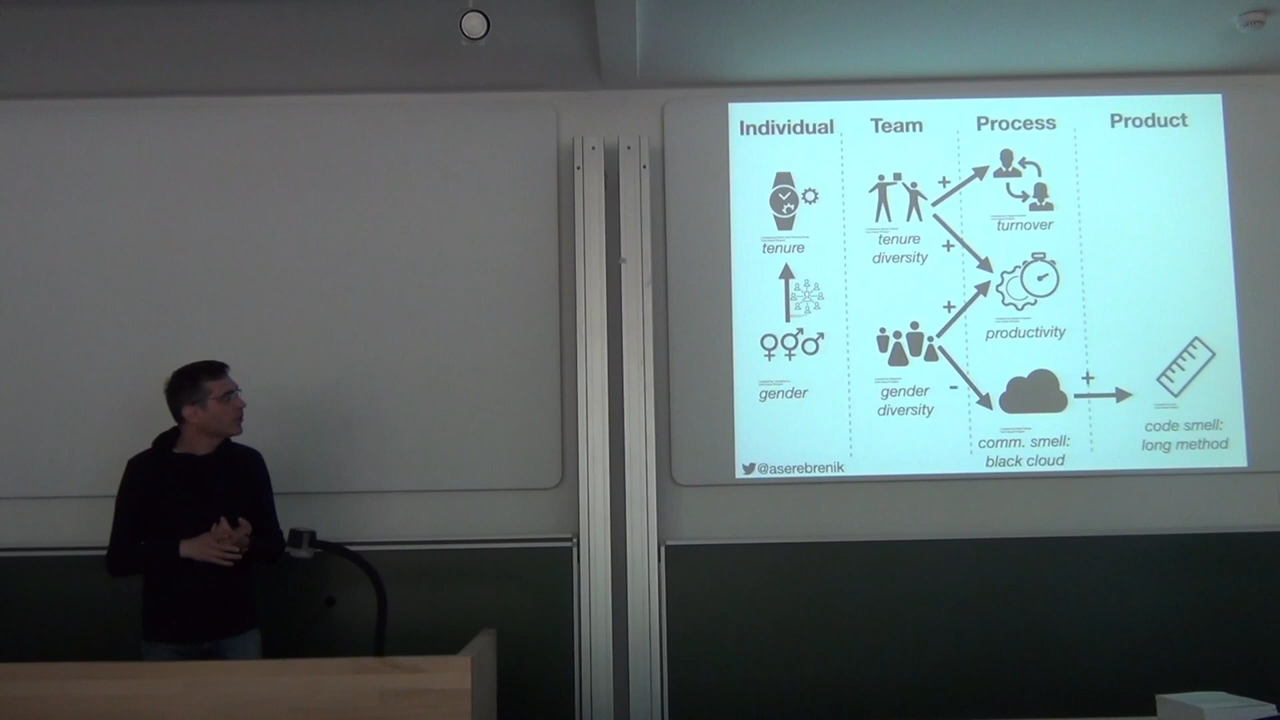 Individual
Team
Process
Product
tenure
tenure
diversity
turnover
productivity
gender
gender
diversity
comm. smell:
black cloud
code smell:
long method
+
+
+
-
+
@aserebrenik